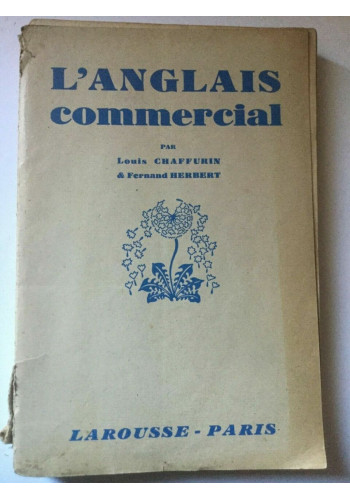 L'ANGLAIS
commercial
PAR
Louis CHAFFURIN
& Fernand HERBERT
LAROUSSE - PARIS